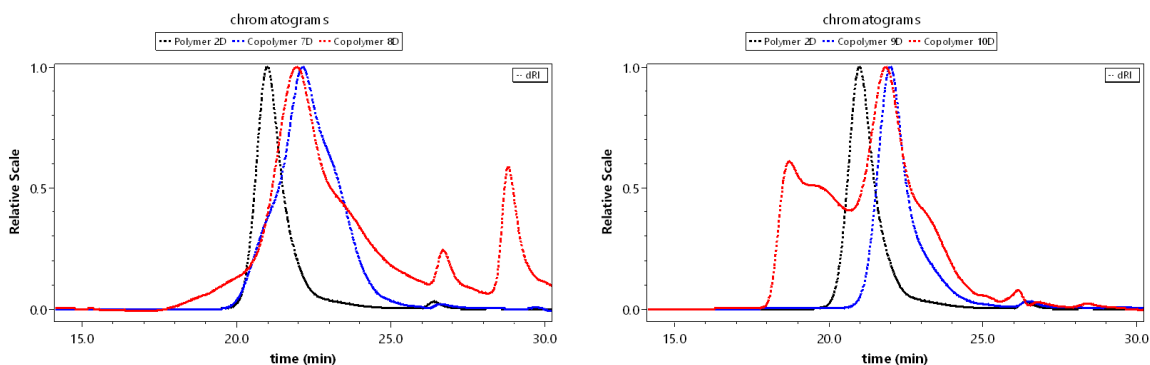 chromatograms
Polymer 2D Copolymer 7D Copolymer 8D
dRI
1.0
0.5
0.0
Relative Scale
15.0 20.0 25.0 30.0
time (min)
chromatograms
Polymer 2D Copolymer 9D Copolymer 10D
dRI
1.0
0.5
0.0
Relative Scale
15.0 20.0 25.0 30.0
time (min)